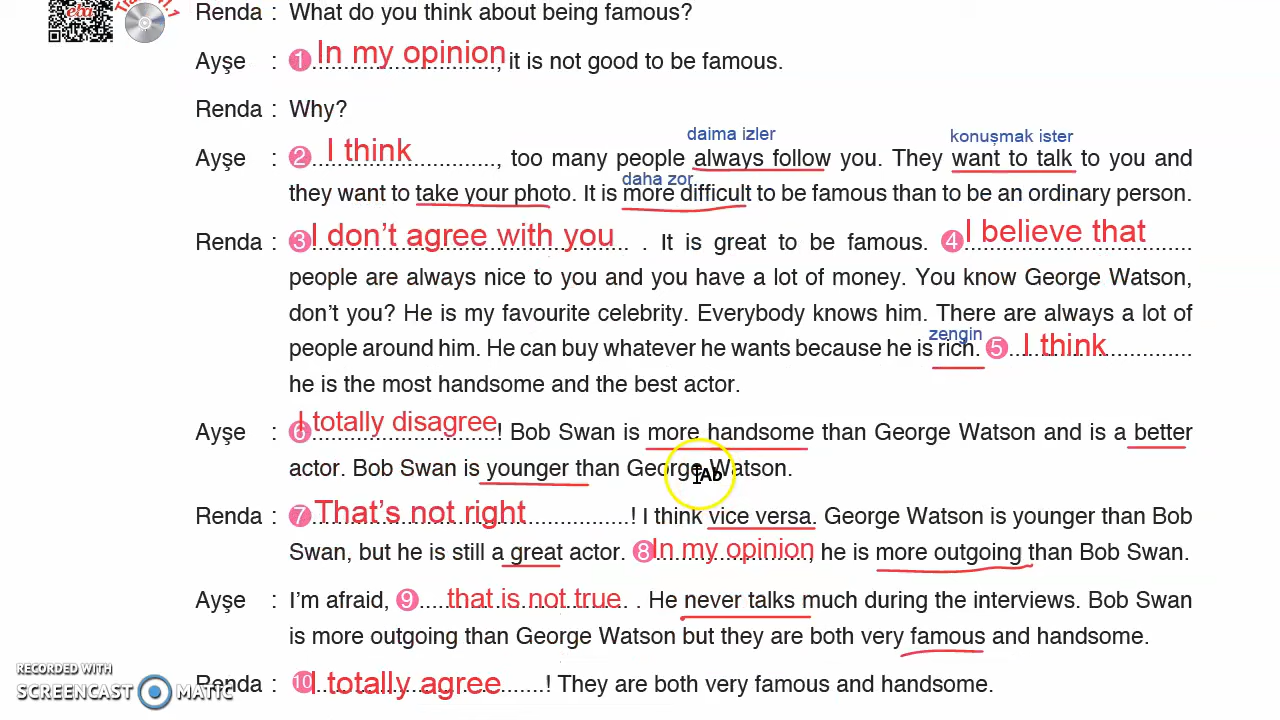 eba
Track 1.1
Renda : What do you think about being famous?
Ayşe : 1 In my opinion, it is not good to be famous.
Renda : Why?
daima izler konuşmak ister
Ayşe : 2 I think, too many people always follow you. They want to talk to you and
daha zor
they want to take your photo. It is more difficult to be famous than to be an ordinary person.
Renda : 3 I don't agree with you. It is great to be famous. 4 I believe that
people are always nice to you and you have a lot of money. You know George Watson,
don't you? He is my favourite celebrity. Everybody knows him. There are always a lot of
zengin
people around him. He can buy whatever he wants because he is rich. 5 I think
he is the most handsome and the best actor.
Ayşe : 6 I totally disagree! Bob Swan is more handsome than George Watson and is a better
actor. Bob Swan is younger than George Watson.
Ab
Renda : 7 That's not right! I think vice versa. George Watson is younger than Bob
Swan, but he is still a great actor. 8 In my opinion, he is more outgoing than Bob Swan.
Ayşe : I'm afraid, 9 that is not true. He never talks much during the interviews. Bob Swan
is more outgoing than George Watson but they are both very famous and handsome.
Renda : 10 I totally agree! They are both very famous and handsome.
RECORDED WITH
SCREENCAST MATIC